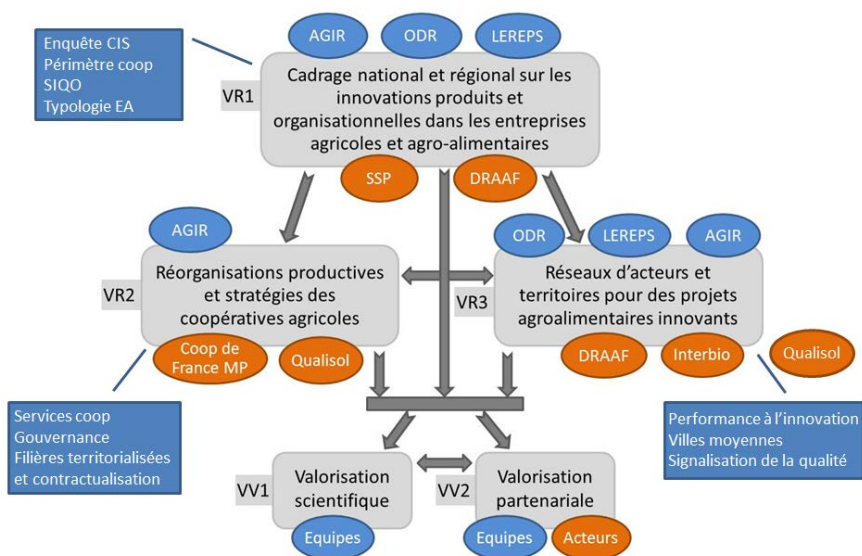 Enquête CIS
Périmètre coop
SIQO
Typologie EA
AGIR
ODR
LEREPS
VR1
Cadrage national et régional sur les
innovations produits et
organisationnelles dans les entreprises
agricoles et agro-alimentaires
SSP
DRAAF
AGIR
VR2
Réorganisations productives
et stratégies des
coopératives agricoles
Coop de
France MP
Qualisol
ODR
LEREPS
AGIR
VR3
Réseaux d'acteurs et
territoires pour des projets
agroalimentaires innovants
DRAAF
Interbio
Qualisol
Services coop
Gouvernance
Filières territorialisées
et contractualisation
Performance à l'innovation
Villes moyennes
Signalisation de la qualité
VV1
Valorisation
scientifique
Equipes
VV2
Valorisation
partenariale
Equipes
Acteurs